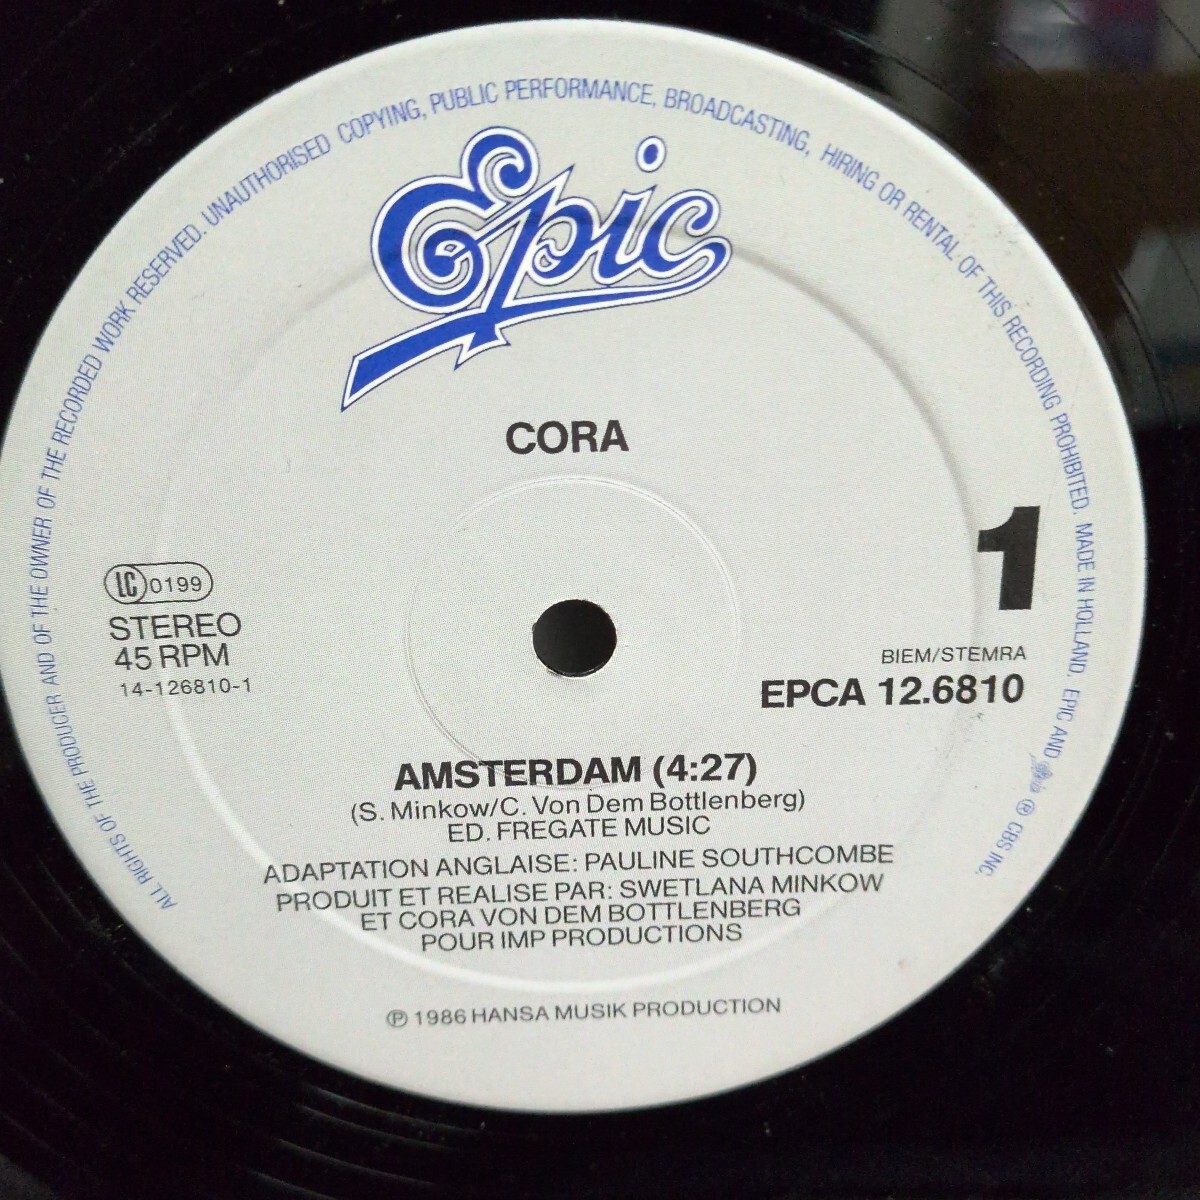 ALL RIGHTS OF THE PRODUCER AND OF THE OWNER OF THE RECORDED WORK RESERVED. UNAUTHORISED COPYING, PUBLIC PERFORMANCE, BROADCASTING, HIRING OR RENTAL OF THIS RECORDING PROHIBITED. MADE IN HOLLAND. EPIC AND ℗ CBS INC.
Epic
CORA
1
LC 0199
STEREO
45 RPM
14-126810-1
BIEM/STEMRA
EPCA 12.6810
AMSTERDAM (4:27)
(S. Minkow/C. Von Dem Bottlenberg)
ED. FREGATE MUSIC
ADAPTATION ANGLAISE: PAULINE SOUTHCOMBE
PRODUIT ET REALISE PAR: SWETLANA MINKOW
ET CORA VON DEM BOTTLENBERG
POUR IMP PRODUCTIONS
℗ 1986 HANSA MUSIK PRODUCTION